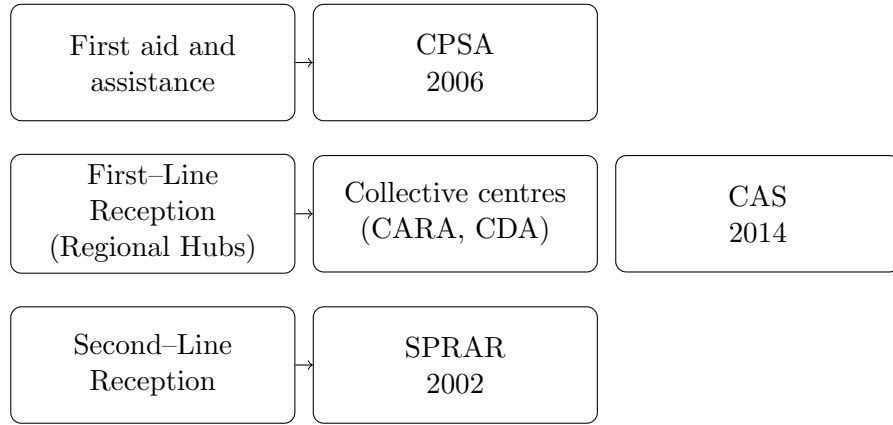 First aid and
assistance
CPSA
2006
First–Line
Reception
(Regional Hubs)
Collective centres
(CARA, CDA)
CAS
2014
Second–Line
Reception
SPRAR
2002